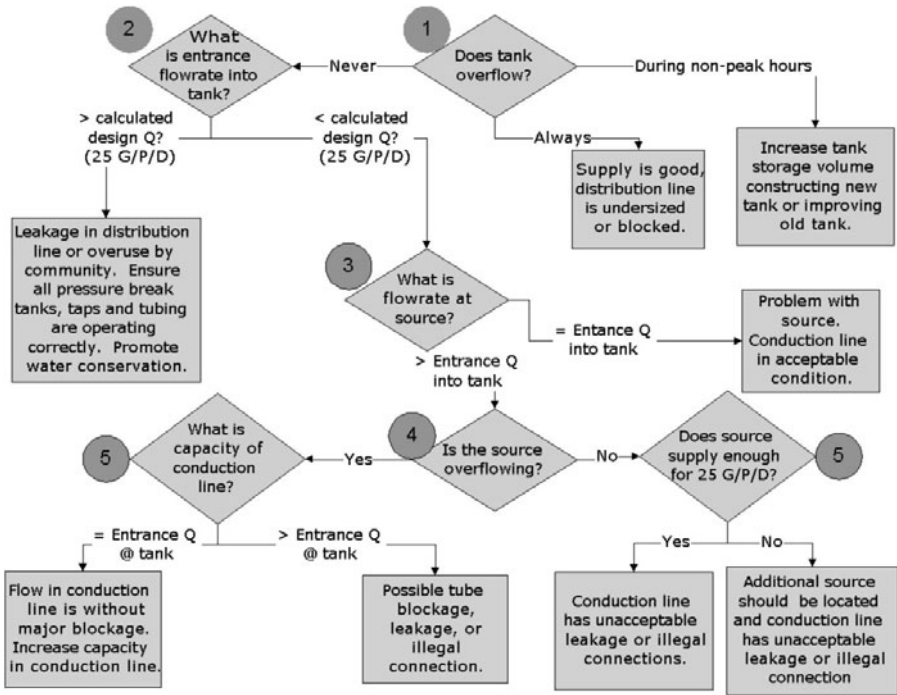 2
What
is entrance
flowrate into
tank?
Never
1
Does tank
overflow?
During non-peak hours
> calculated
design Q?
(25 G/P/D)
< calculated
design Q?
(25 G/P/D)
Always
Supply is good,
distribution line
is undersized
or blocked.
Increase tank
storage volume
constructing new
tank or improving
old tank.
Leakage in distribution
line or overuse by
community. Ensure
all pressure break
tanks, taps and tubing
are operating
correctly. Promote
water conservation.
3
What is
flowrate at
source?
= Entance Q
into tank
Problem with
source.
Conduction line
in acceptable
condition.
> Entrance Q
into tank
5
What is
capacity of
conduction
line?
Yes
4
Is the source
overflowing?
No
Does source
supply enough
for 25 G/P/D?
5
= Entrance Q
@ tank
> Entrance Q
@ tank
Yes
No
Flow in conduction
line is without
major blockage.
Increase capacity
in conduction line.
Possible tube
blockage,
leakage, or
illegal
connection.
Conduction line
has unacceptable
leakage or illegal
connections.
Additional source
should be located
and conduction line
has unacceptable
leakage or illegal
connection